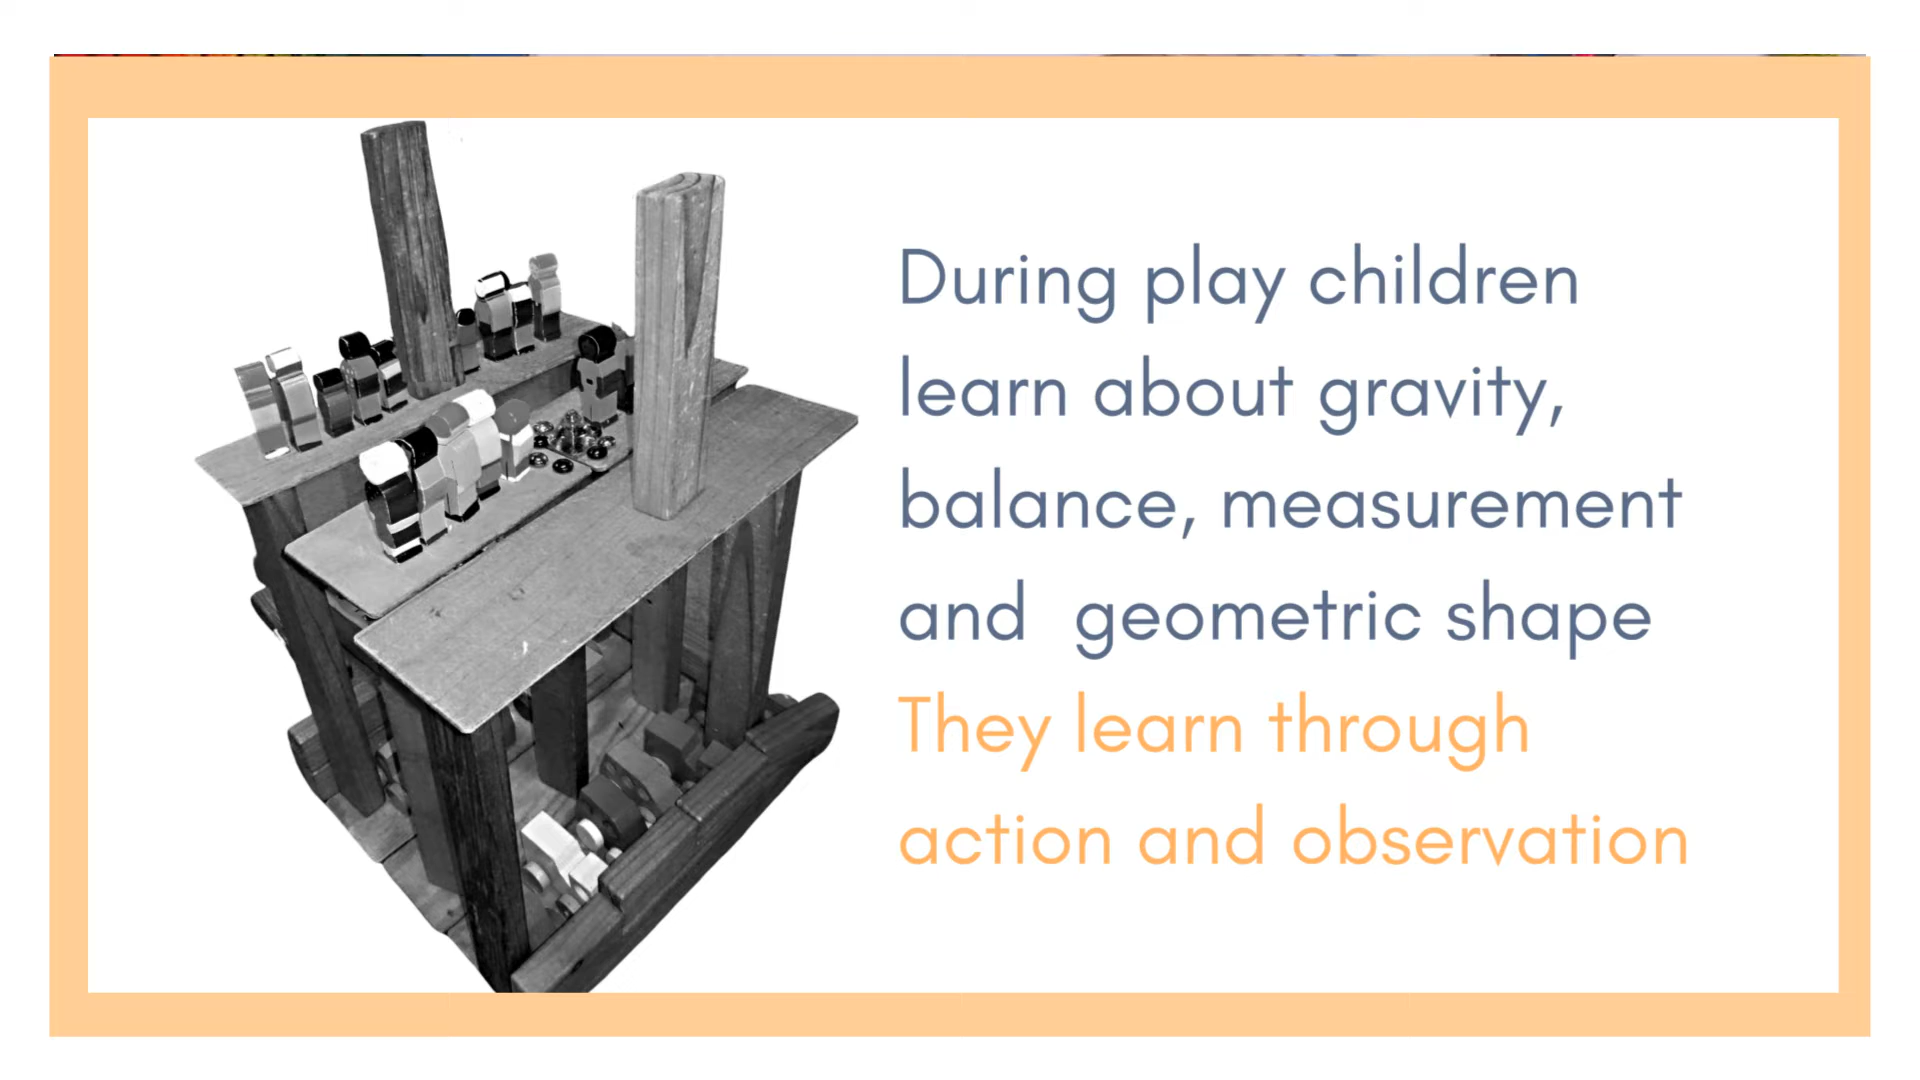 During play children
learn about gravity,
balance, measurement
and  geometric shape
They learn through
action and observation